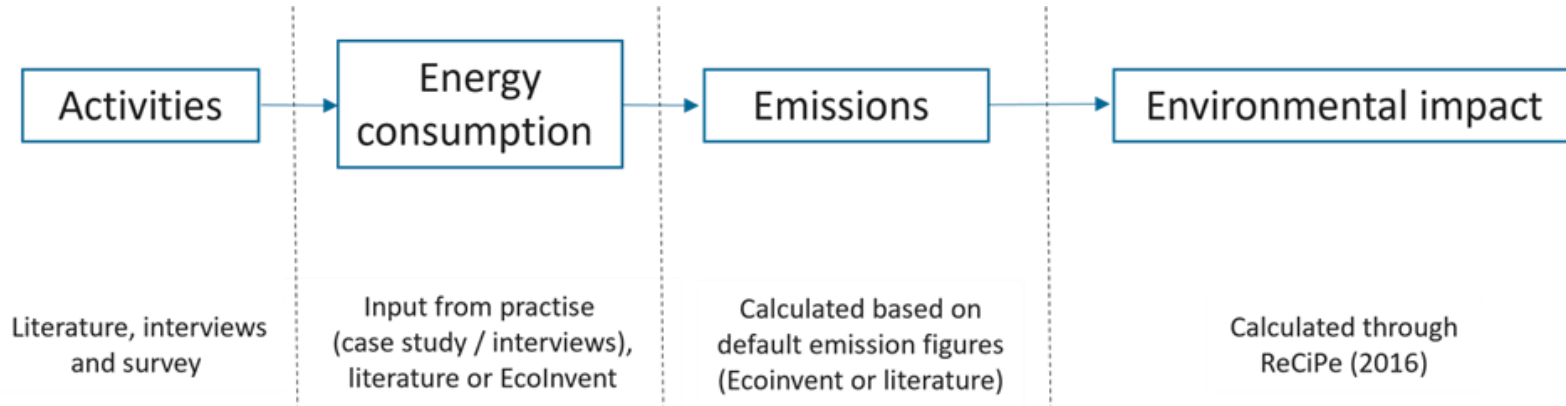 Activities
Energy
consumption
Emissions
Environmental impact
Literature, interviews
and survey
Input from practise
(case study / interviews),
literature or EcoInvent
Calculated based on
default emission figures
(Ecoinvent or literature)
Calculated through
ReCiPe (2016)